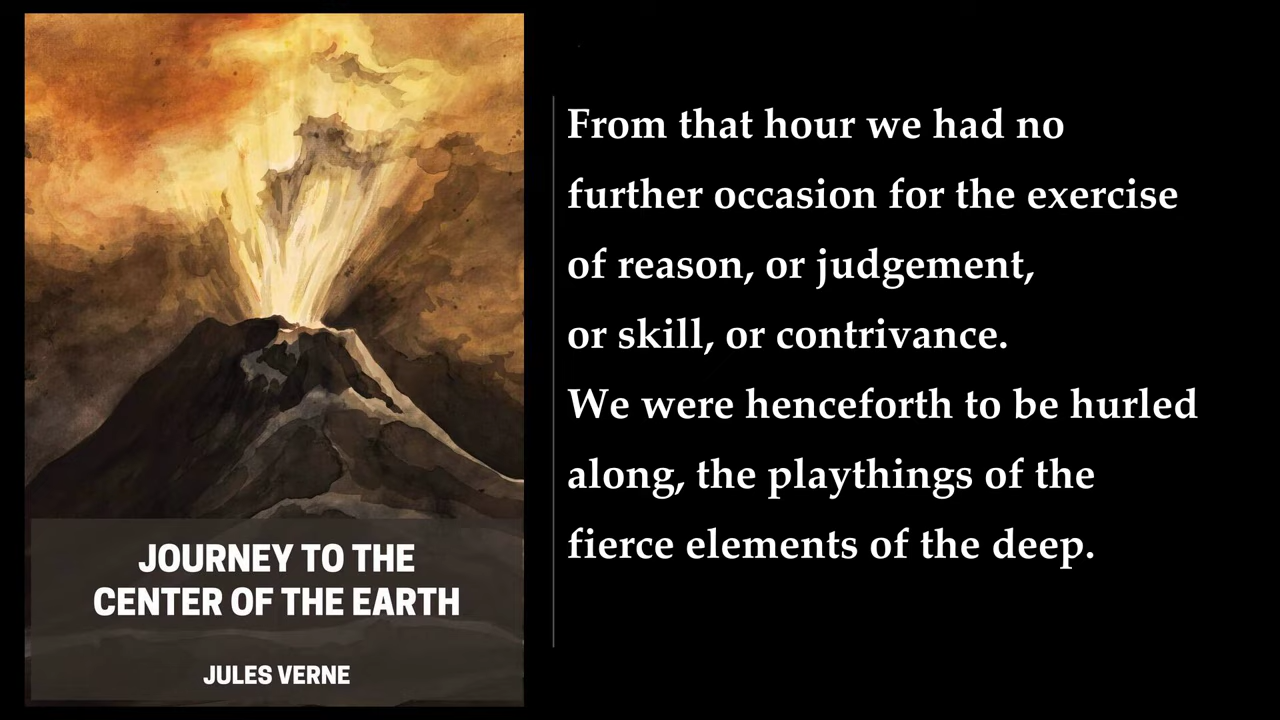 JOURNEY TO THE
CENTER OF THE EARTH
JULES VERNE
From that hour we had no
further occasion for the exercise
of reason, or judgement,
or skill, or contrivance.
We were henceforth to be hurled
along, the playthings of the
fierce elements of the deep.